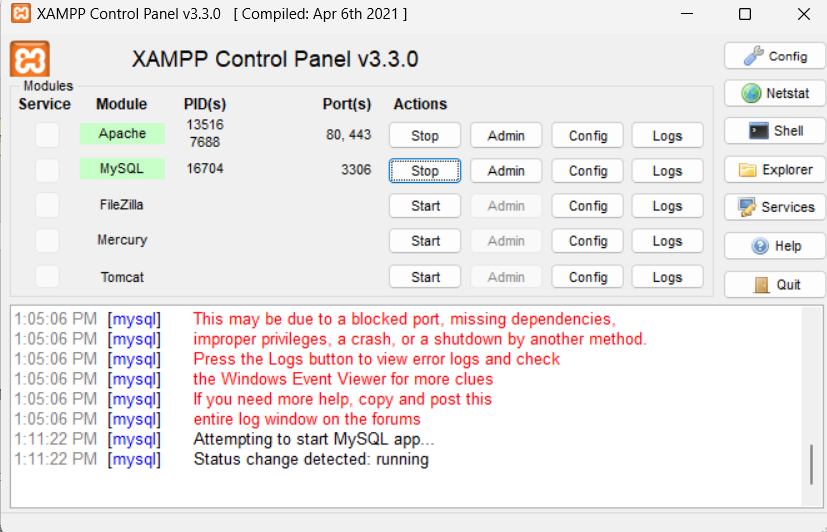 XAMPP Control Panel v3.3.0 [ Compiled: Apr 6th 2021 ]
XAMPP Control Panel v3.3.0
Config
Modules
Service Module PID(s) Port(s) Actions
Netstat
Apache 13516 7688 80, 443 Stop Admin Config Logs
Shell
MySQL 16704 3306 Stop Admin Config Logs
Explorer
FileZilla Start Admin Config Logs
Services
Mercury Start Admin Config Logs
Help
Tomcat Start Admin Config Logs
Quit
1:05:06 PM [mysql] This may be due to a blocked port, missing dependencies,
1:05:06 PM [mysql] improper privileges, a crash, or a shutdown by another method.
1:05:06 PM [mysql] Press the Logs button to view error logs and check
1:05:06 PM [mysql] the Windows Event Viewer for more clues
1:05:06 PM [mysql] If you need more help, copy and post this
1:05:06 PM [mysql] entire log window on the forums
1:11:22 PM [mysql] Attempting to start MySQL app...
1:11:22 PM [mysql] Status change detected: running